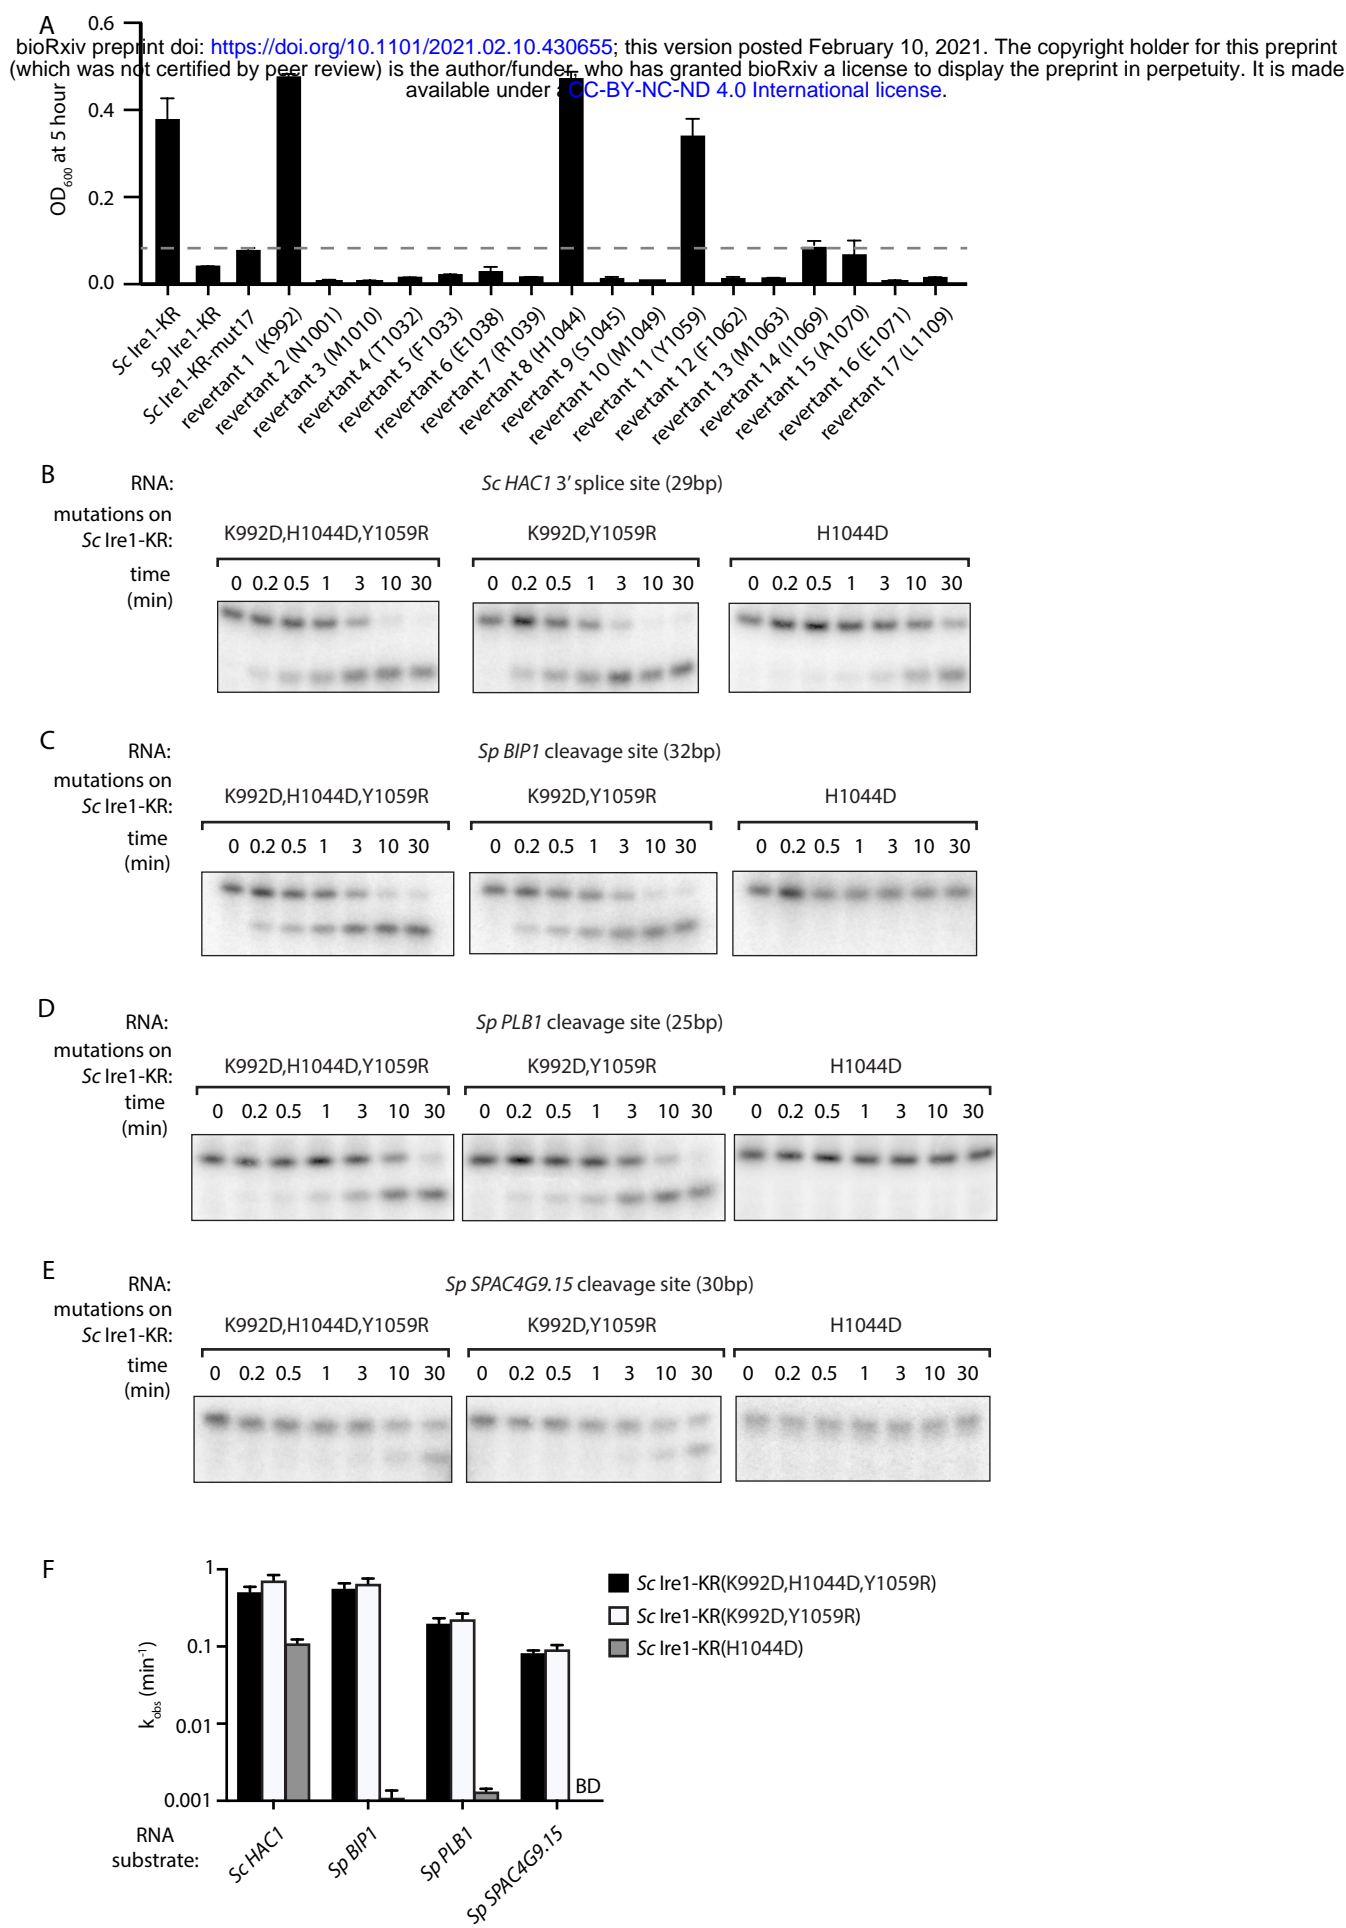 A
0.6
bioRxiv preprint doi: https://doi.org/10.1101/2021.02.10.430655; this version posted February 10, 2021. The copyright holder for this preprint
(which was not certified by peer review) is the author/funder, who has granted bioRxiv a license to display the preprint in perpetuity. It is made
available under aCC-BY-NC-ND 4.0 International license.
OD600 at 5 hour
0.4
0.2
0.0
Sc Ire1-KR
Sp Ire1-KR
Sc Ire1-KR-mut17
revertant 1 (K992)
revertant 2 (N1001)
revertant 3 (M1010)
revertant 4 (T1032)
revertant 5 (F1033)
rrevertant 6 (E1038)
revertant 7 (R1039)
revertant 8 (H1044)
revertant 9 (S1045)
revertant 10 (M1049)
revertant 11 (Y1059)
revertant 12 (F1062)
revertant 13 (M1063)
revertant 14 (I1069)
revertant 15 (A1070)
revertant 16 (E1071)
revertant 17 (L1109)
B
RNA:
Sc HAC1 3’ splice site (29bp)
mutations on
Sc Ire1-KR:
K992D,H1044D,Y1059R
K992D,Y1059R
H1044D
time
(min)
0 0.2 0.5 1 3 10 30
0 0.2 0.5 1 3 10 30
0 0.2 0.5 1 3 10 30
C
RNA:
Sp BIP1 cleavage site (32bp)
mutations on
Sc Ire1-KR:
K992D,H1044D,Y1059R
K992D,Y1059R
H1044D
time
(min)
0 0.2 0.5 1 3 10 30
0 0.2 0.5 1 3 10 30
0 0.2 0.5 1 3 10 30
D
RNA:
Sp PLB1 cleavage site (25bp)
mutations on
Sc Ire1-KR:
K992D,H1044D,Y1059R
K992D,Y1059R
H1044D
time
(min)
0 0.2 0.5 1 3 10 30
0 0.2 0.5 1 3 10 30
0 0.2 0.5 1 3 10 30
E
RNA:
Sp SPAC4G9.15 cleavage site (30bp)
mutations on
Sc Ire1-KR:
K992D,H1044D,Y1059R
K992D,Y1059R
H1044D
time
(min)
0 0.2 0.5 1 3 10 30
0 0.2 0.5 1 3 10 30
0 0.2 0.5 1 3 10 30
F
kobs (min-1)
1
0.1
0.01
0.001
BD
Sc Ire1-KR(K992D,H1044D,Y1059R)
Sc Ire1-KR(K992D,Y1059R)
Sc Ire1-KR(H1044D)
RNA
substrate:
Sc HAC1
Sp BIP1
Sp PLB1
Sp SPAC4G9.15